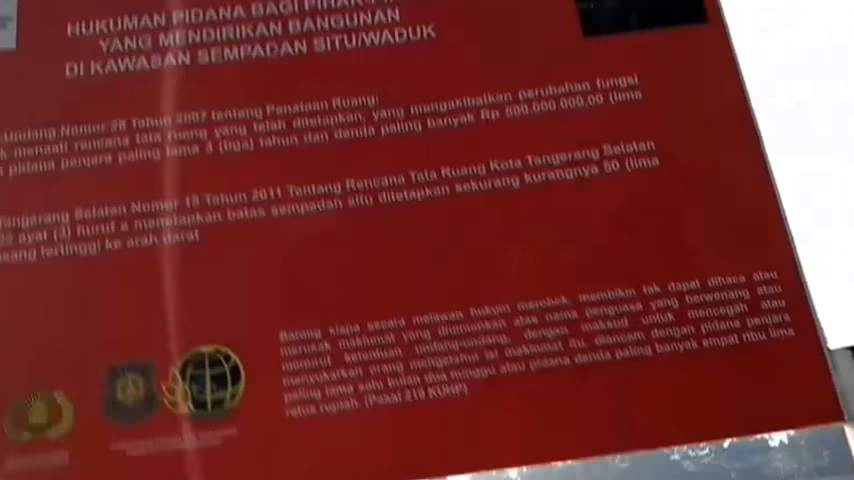 HUKUMAN PIDANA BAGI
YANG MENDIRIKAN BANGUNAN
DI KAWASAN SEMPADAN SITU/WADUK
Nomor 26 Tahun 2007 tentang Penataan Ruang
menaati rencana tata ruang yang telah ditetapkan, yang mengakibatkan perubahan fungsi
pidana penjara paling lama 3 (tiga) tahun dan denda paling banyak Rp 500.000.000,00 (lima
Tangerang Selatan Nomor 15 Tahun 2011 Tentang Rencana Tata Ruang Kota Tangerang Selatan
ayat (3) huruf a menetapkan batas sempadan situ ditetapkan sekurang kurangnya 50 (lima
tertinggi ke arah darat
Barang siapa secara melawan hukum merobek, membikin tak dapat dibaca atau
merusak maklumat yang diumumkan atas nama penguasa yang berwenang atau
menurut ketentuan undang-undang, dengan maksud untuk mencegah atau
menyukarkan orang mengetahui isi maklumat itu, diancam dengan pidana penjara
paling lama satu bulan dua minggu atau pidana denda paling banyak empat ribu lima
ratus rupiah. (Pasal 219 KUHP)